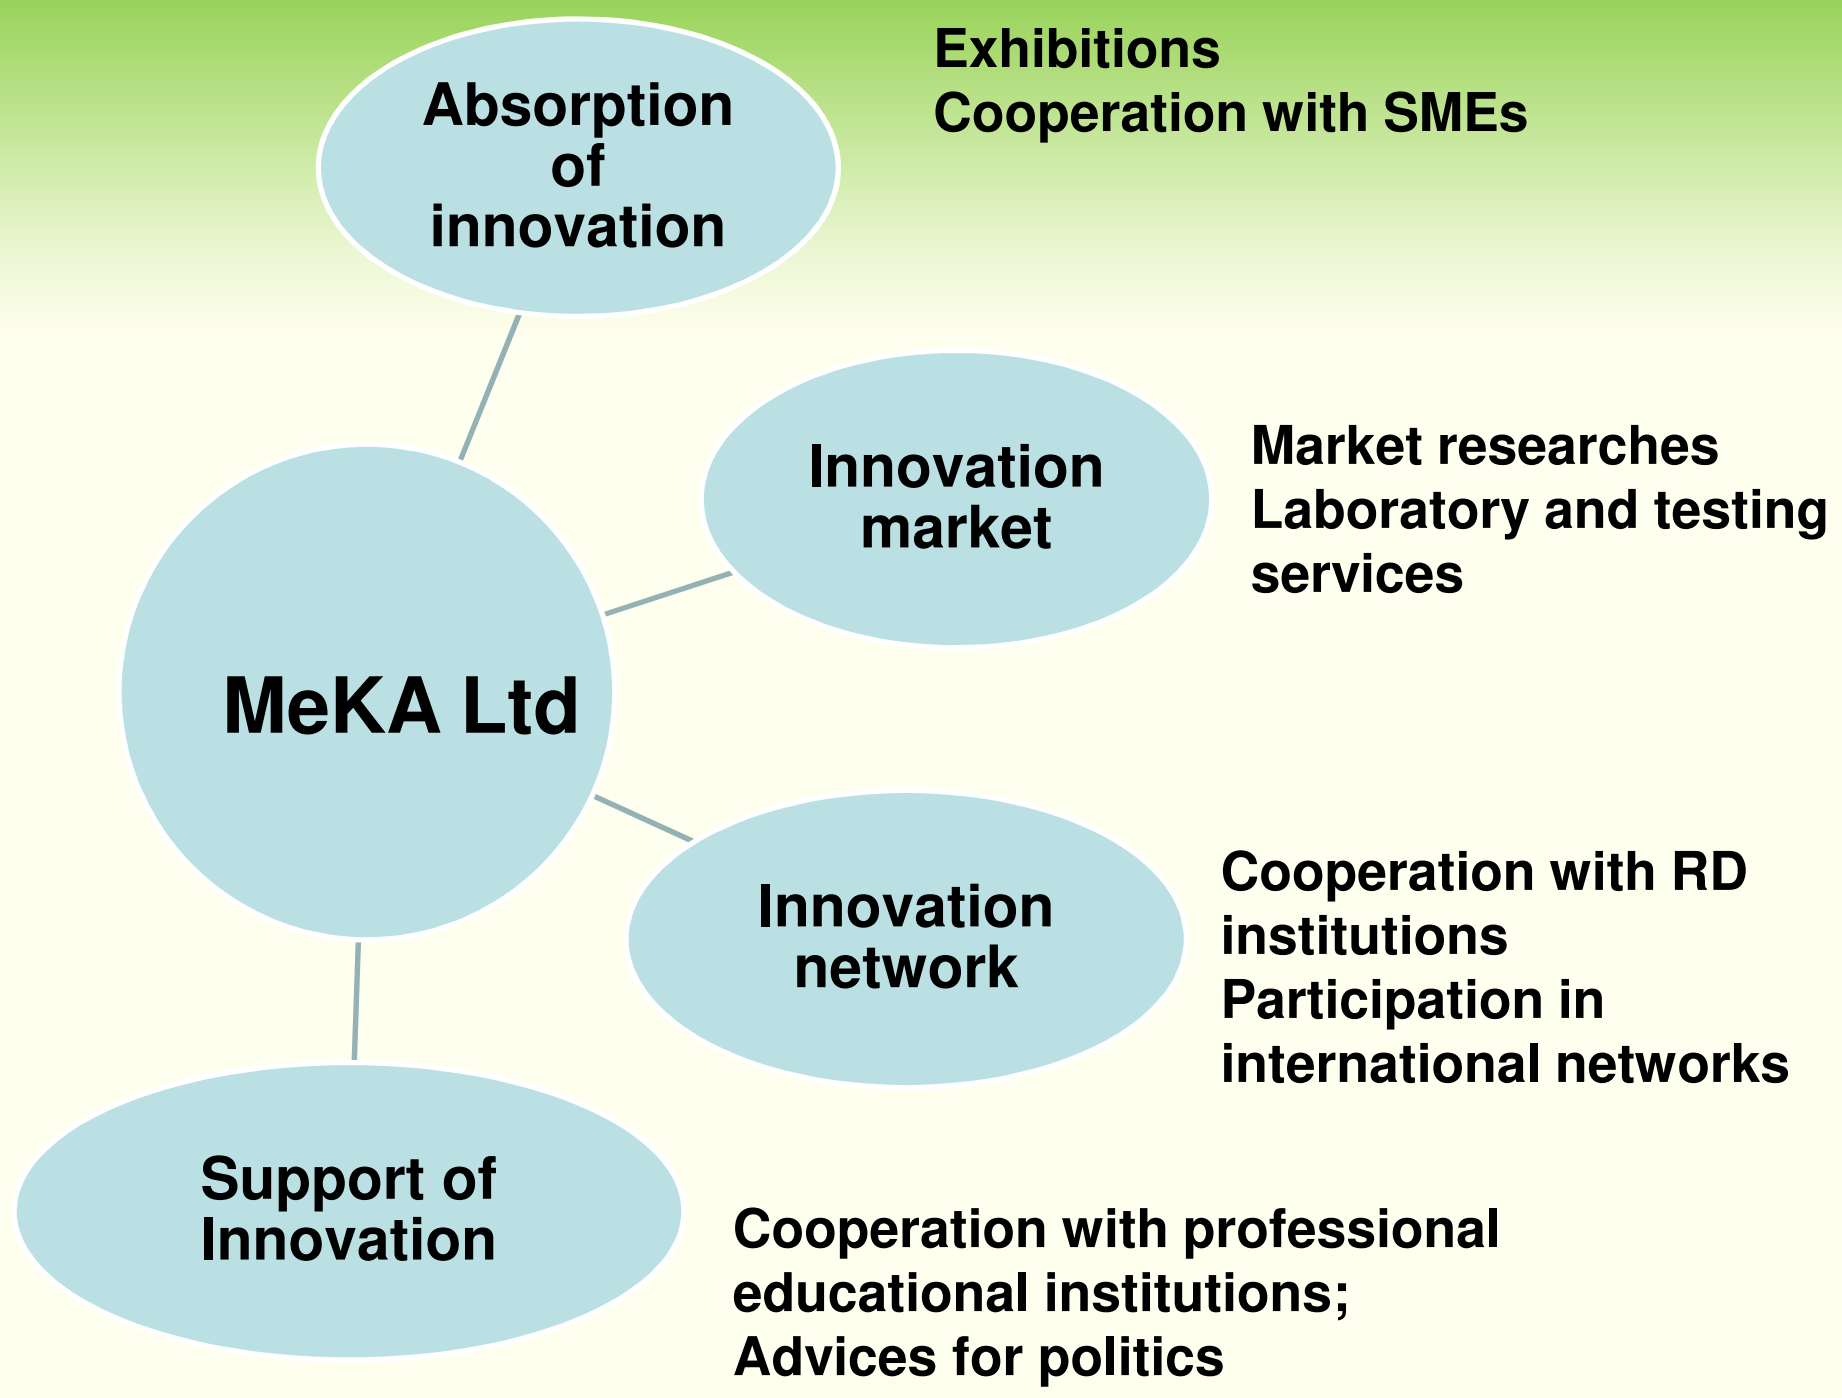 Absorption
of
innovation
Exhibitions
Cooperation with SMEs
Innovation
market
Market researches
Laboratory and testing
services
MeKA Ltd
Innovation
network
Cooperation with RD
institutions
Participation in
international networks
Support of
Innovation
Cooperation with professional
educational institutions;
Advices for politics